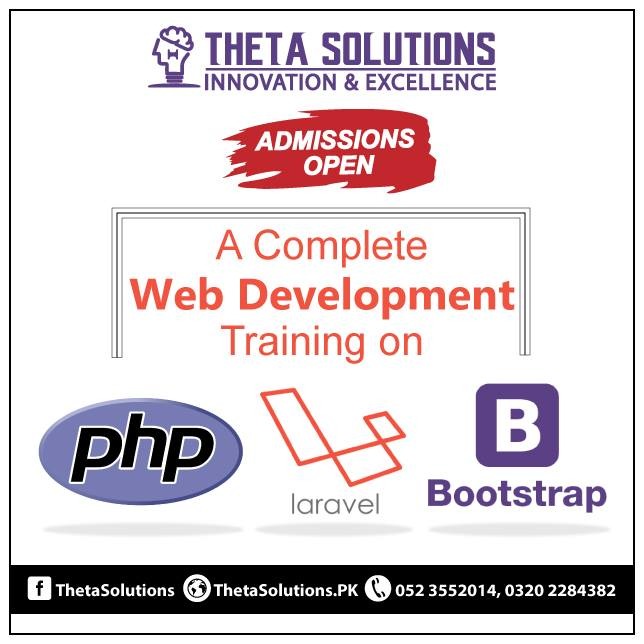 THETA SOLUTIONS
INNOVATION & EXCELLENCE
ADMISSIONS
OPEN
A Complete
Web Development
Training on
php
laravel
B
Bootstrap
f ThetaSolutions ThetaSolutions.PK 052 3552014, 0320 2284382